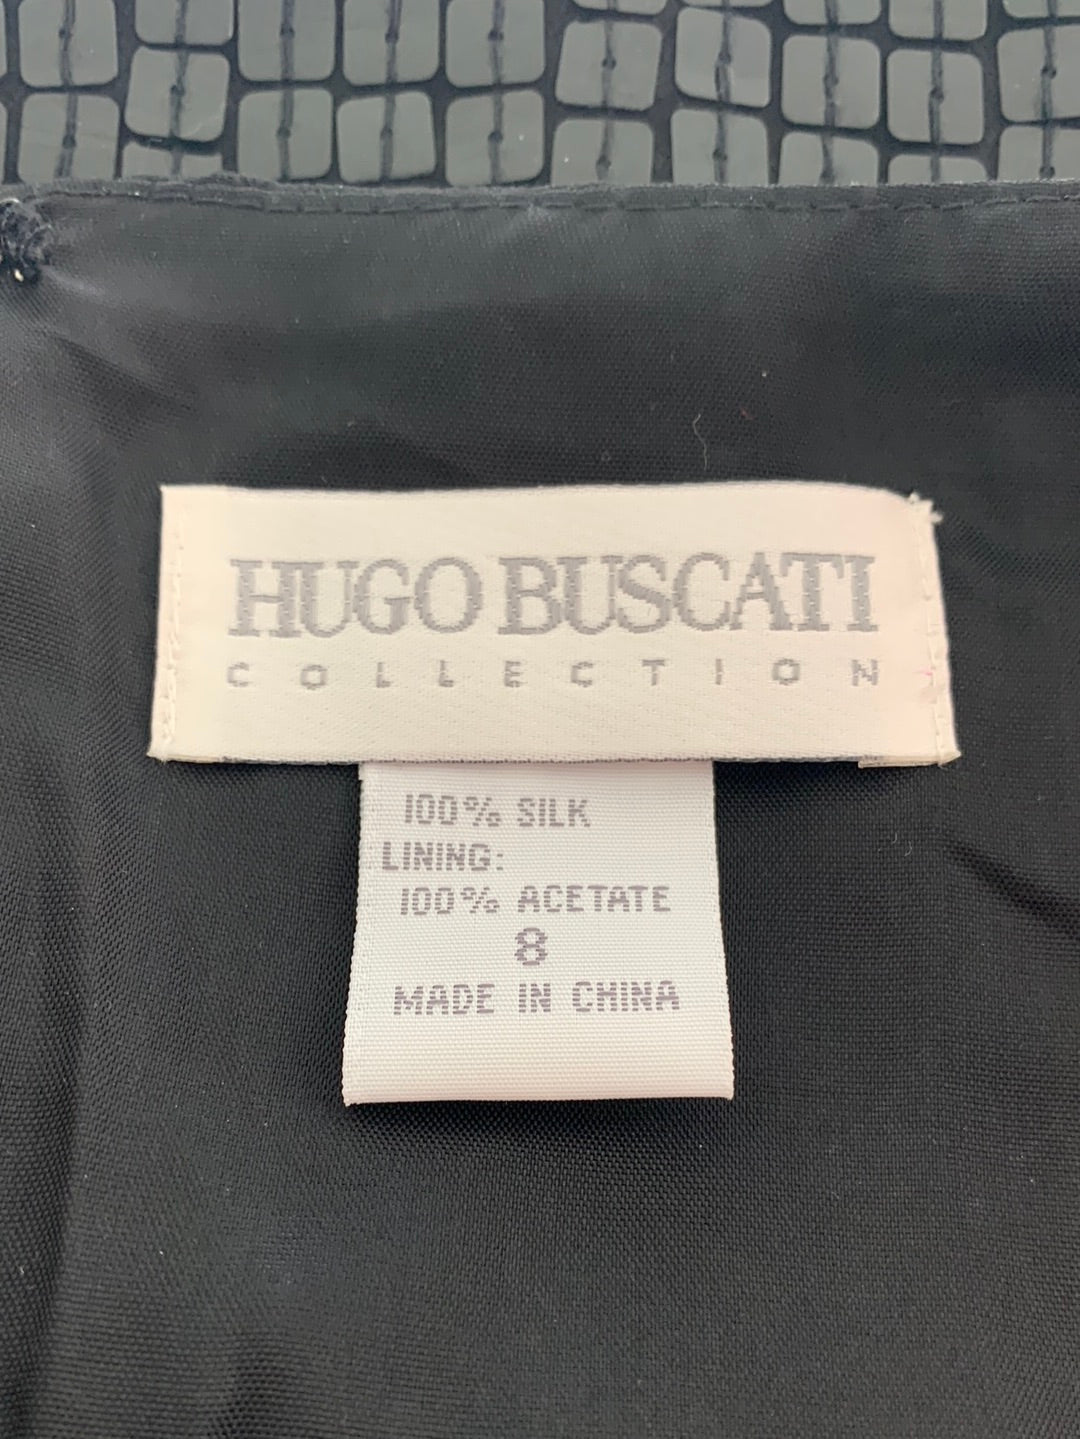 HUGO BUSCATI
COLLECTION
100% SILK
LINING:
100% ACETATE
8
MADE IN CHINA